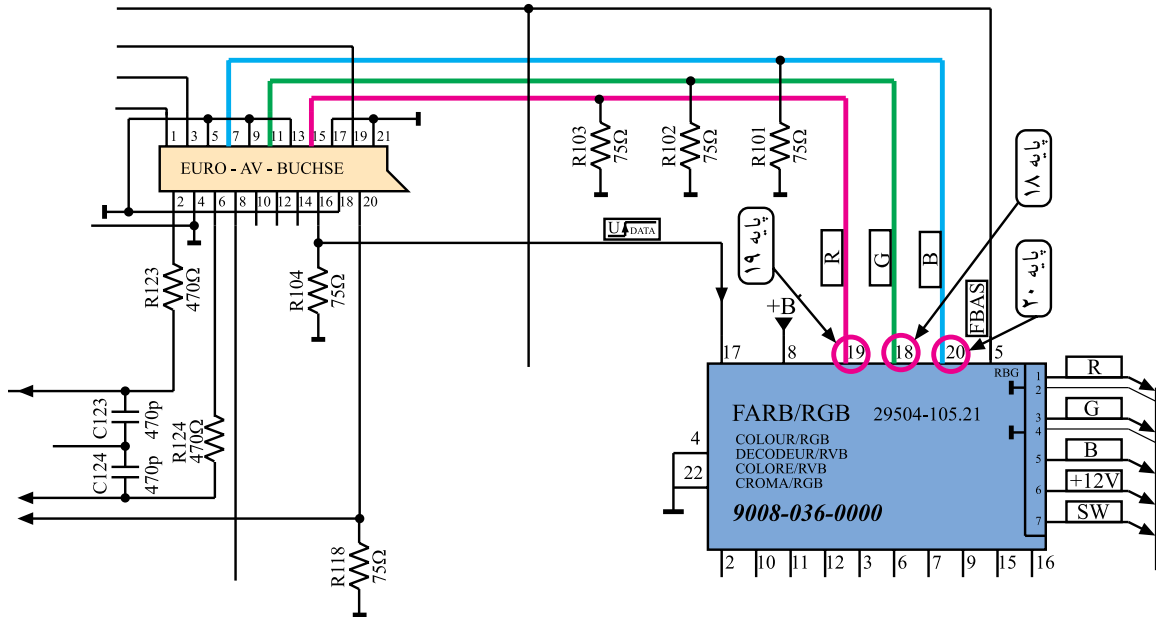 1 3 5 7 9 11 13 15 17 19 21
EURO - AV - BUCHSE
2 4 6 8 10 12 14 16 18 20
R103
75Ω
R102
75Ω
R101
75Ω
پایه ۱۸
R123
470Ω
R104
75Ω
U DATA
پایه ۱۹
R
G
B
پایه ۲۰
FBAS
+B
17 8 19 18 20 5
C123
470p
R124
470Ω
C124
470p
R118
75Ω
FARB/RGB 29504-105.21
COLOUR/RGB
DECODEUR/RVB
COLORE/RVB
CROMA/RGB
9008-036-0000
4
22
RBG
1 R
2
3 G
4
5 B
6 +12V
7 SW
2 10 11 12 3 6 7 9 15 16